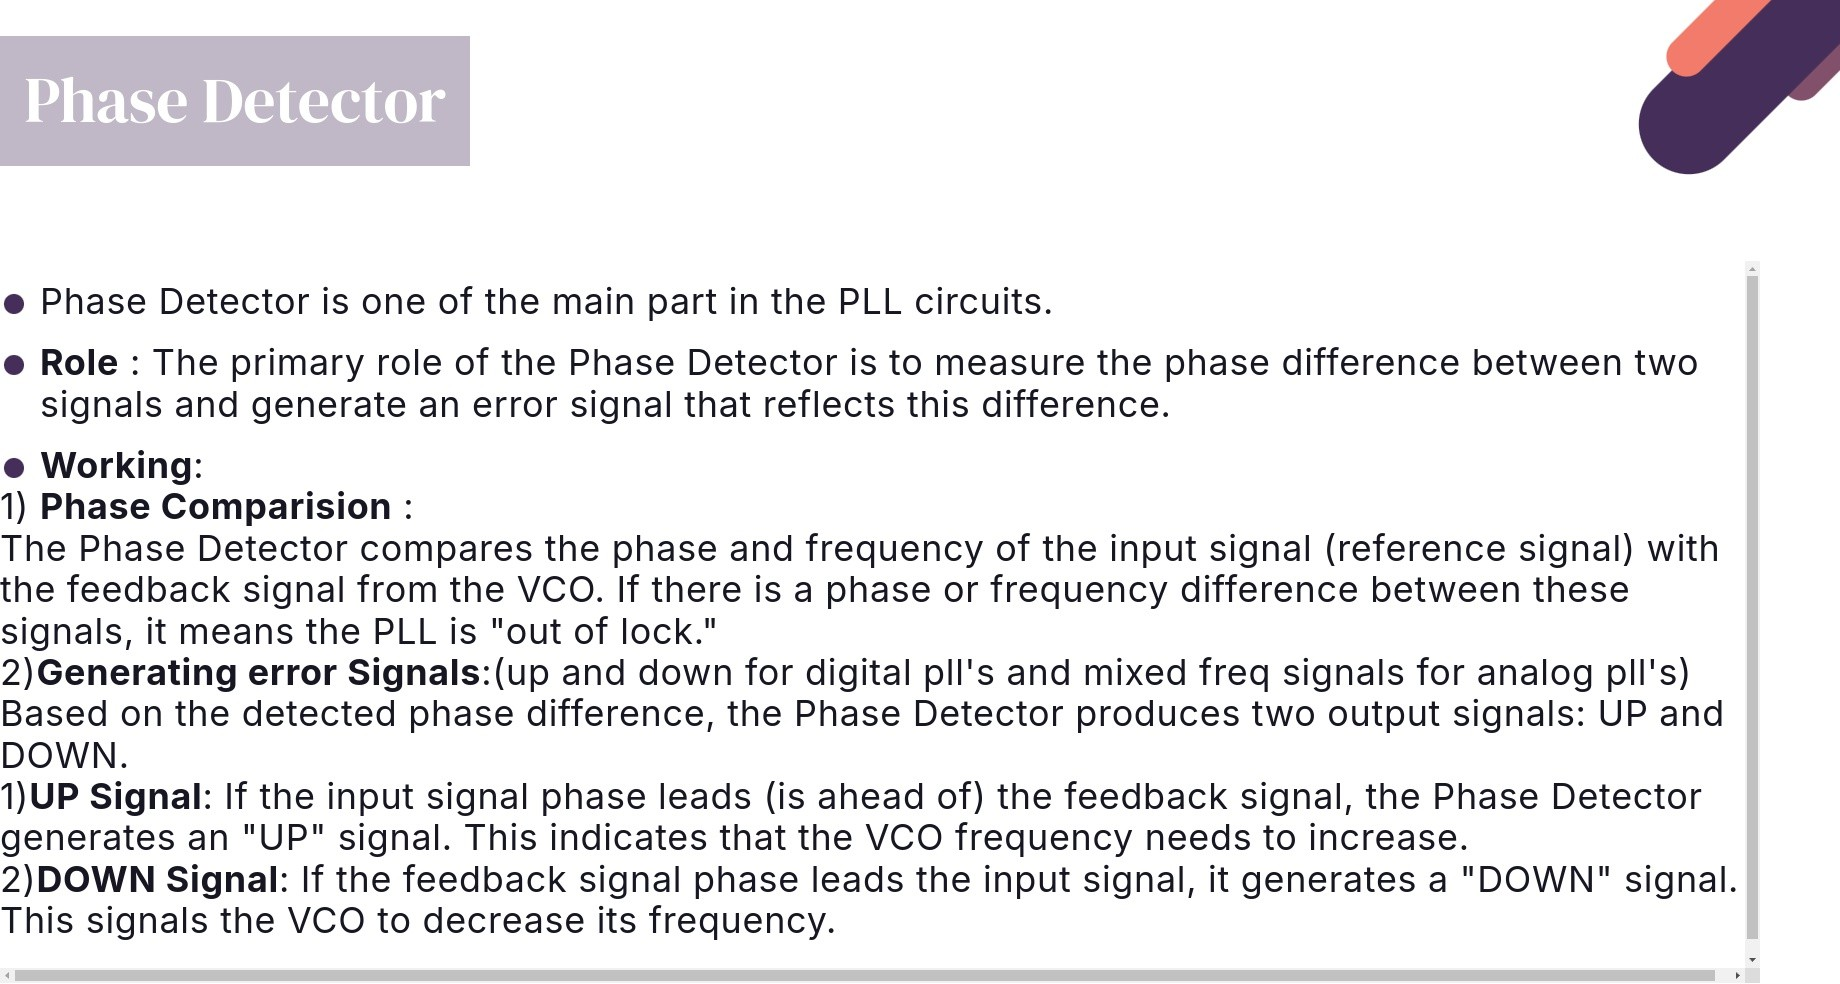 Phase Detector
Phase Detector is one of the main part in the PLL circuits.
Role : The primary role of the Phase Detector is to measure the phase difference between two
signals and generate an error signal that reflects this difference.
Working:
1) Phase Comparision :
The Phase Detector compares the phase and frequency of the input signal (reference signal) with
the feedback signal from the VCO. If there is a phase or frequency difference between these
signals, it means the PLL is "out of lock."
2)Generating error Signals:(up and down for digital pll's and mixed freq signals for analog pll's)
Based on the detected phase difference, the Phase Detector produces two output signals: UP and
DOWN.
1)UP Signal: If the input signal phase leads (is ahead of) the feedback signal, the Phase Detector
generates an "UP" signal. This indicates that the VCO frequency needs to increase.
2)DOWN Signal: If the feedback signal phase leads the input signal, it generates a "DOWN" signal.
This signals the VCO to decrease its frequency.